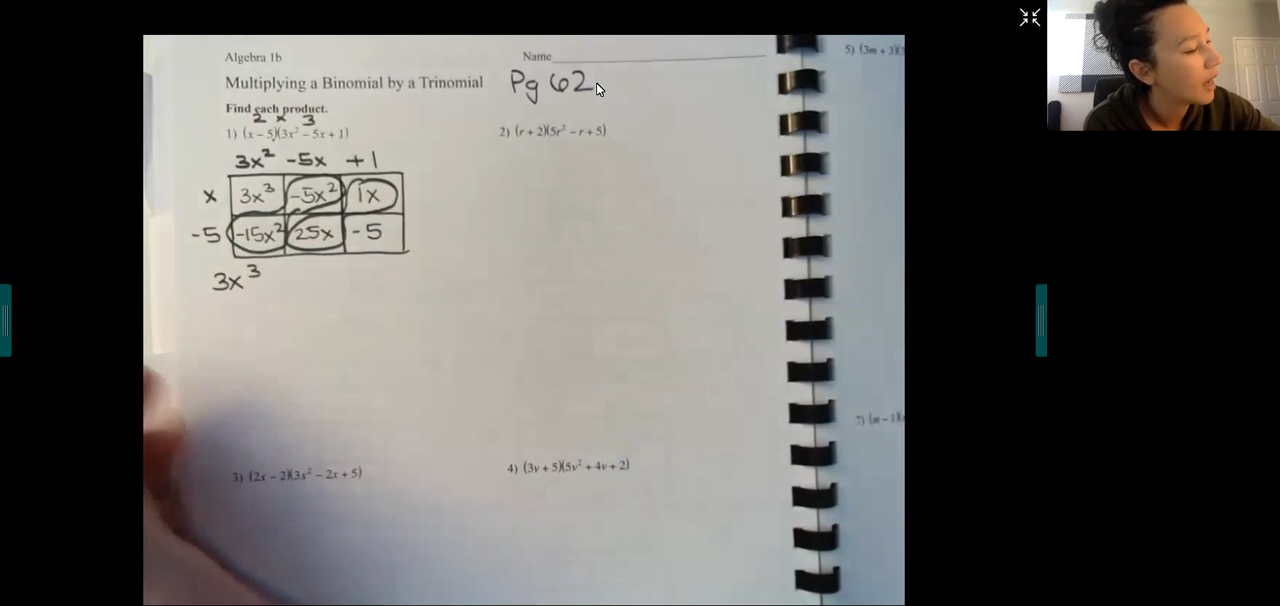 Algebra 1b
Name
Multiplying a Binomial by a Trinomial
Pg 62
Find each product.
2 x 3
1) (x − 5)(3x² − 5x + 1)
3x² -5x +1
x 3x³ -5x² 1x
-5 -15x² 25x -5
3x³
2) (r + 2)(5r² − r + 5)
3) (2x − 2)(3x² − 2x + 5)
4) (3v + 5)(5v² + 4v + 2)
5) (3m + 3)(
7) (m − 1)(